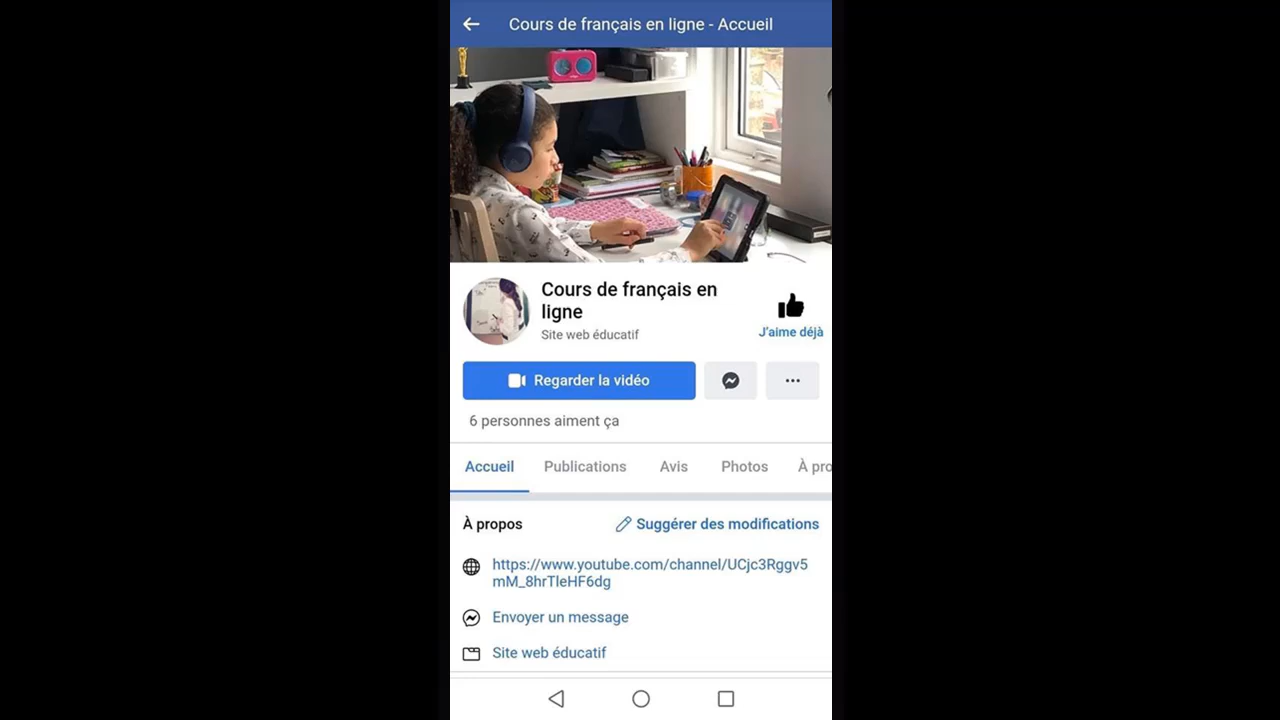 Cours de français en ligne - Accueil
Cours de français en
ligne
Site web éducatif
J'aime déjà
Regarder la vidéo
6 personnes aiment ça
Accueil
Publications
Avis
Photos
À pro
À propos
Suggérer des modifications
https://www.youtube.com/channel/UCjc3Rggv5
mM_8hrTleHF6dg
Envoyer un message
Site web éducatif